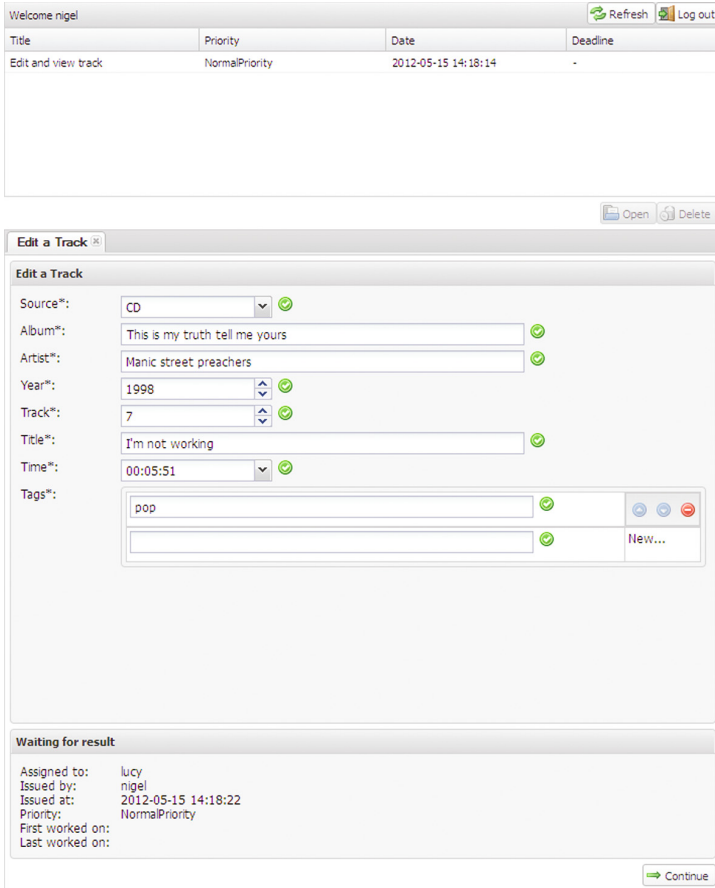 Welcome nigel Refresh Log out
Title Priority Date Deadline
Edit and view track NormalPriority 2012-05-15 14:18:14 -
Open Delete
Edit a Track
Edit a Track
Source*: CD
Album*: This is my truth tell me yours
Artist*: Manic street preachers
Year*: 1998
Track*: 7
Title*: I'm not working
Time*: 00:05:51
Tags*: pop
New...
Waiting for result
Assigned to: lucy
Issued by: nigel
Issued at: 2012-05-15 14:18:22
Priority: NormalPriority
First worked on:
Last worked on:
Continue